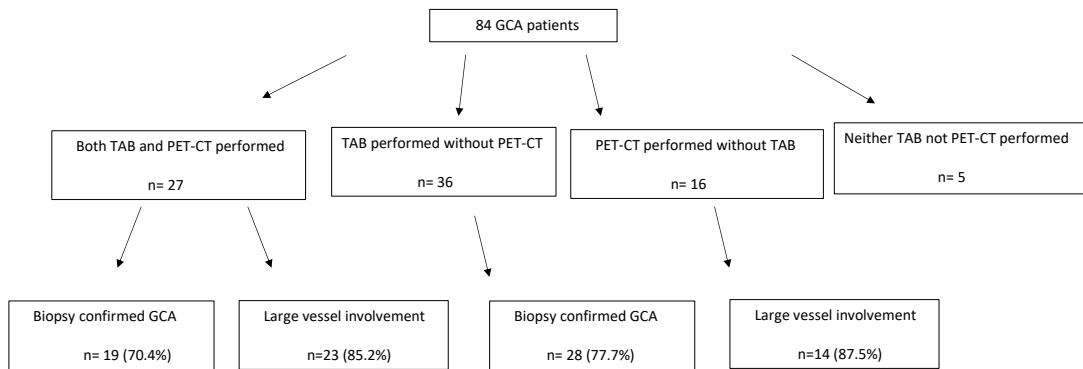 84 GCA patients
Both TAB and PET-CT performed
n= 27
TAB performed without PET-CT
n= 36
PET-CT performed without TAB
n= 16
Neither TAB not PET-CT performed
n= 5
Biopsy confirmed GCA
n= 19 (70.4%)
Large vessel involvement
n=23 (85.2%)
Biopsy confirmed GCA
n= 28 (77.7%)
Large vessel involvement
n=14 (87.5%)